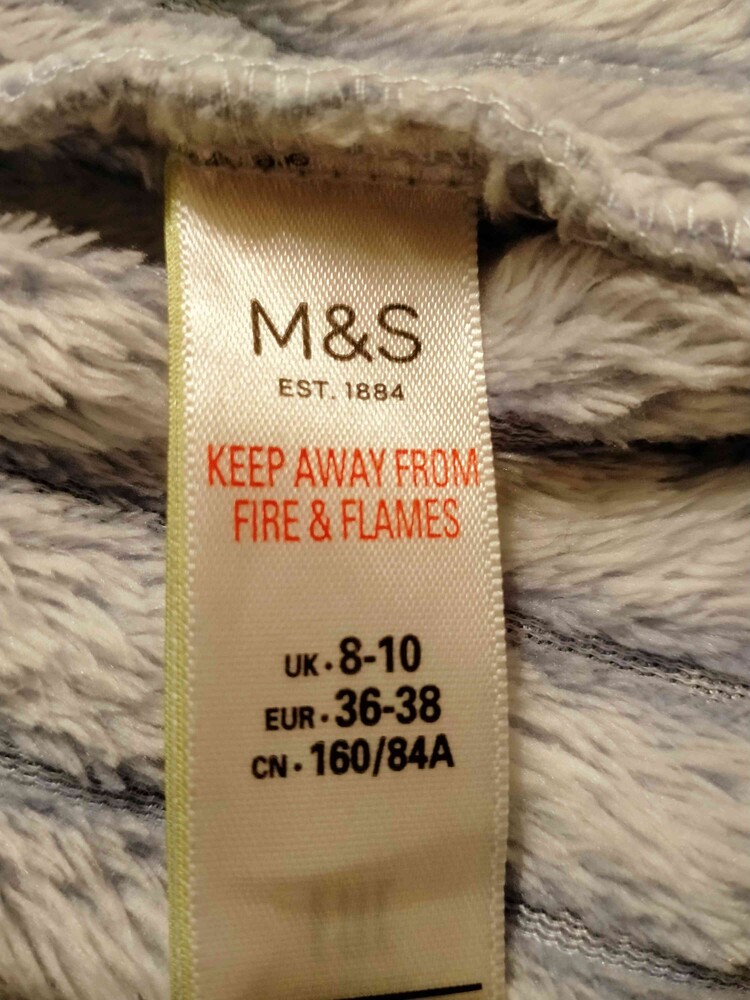 M&S
EST. 1884
KEEP AWAY FROM
FIRE & FLAMES
UK · 8-10
EUR · 36-38
CN · 160/84A